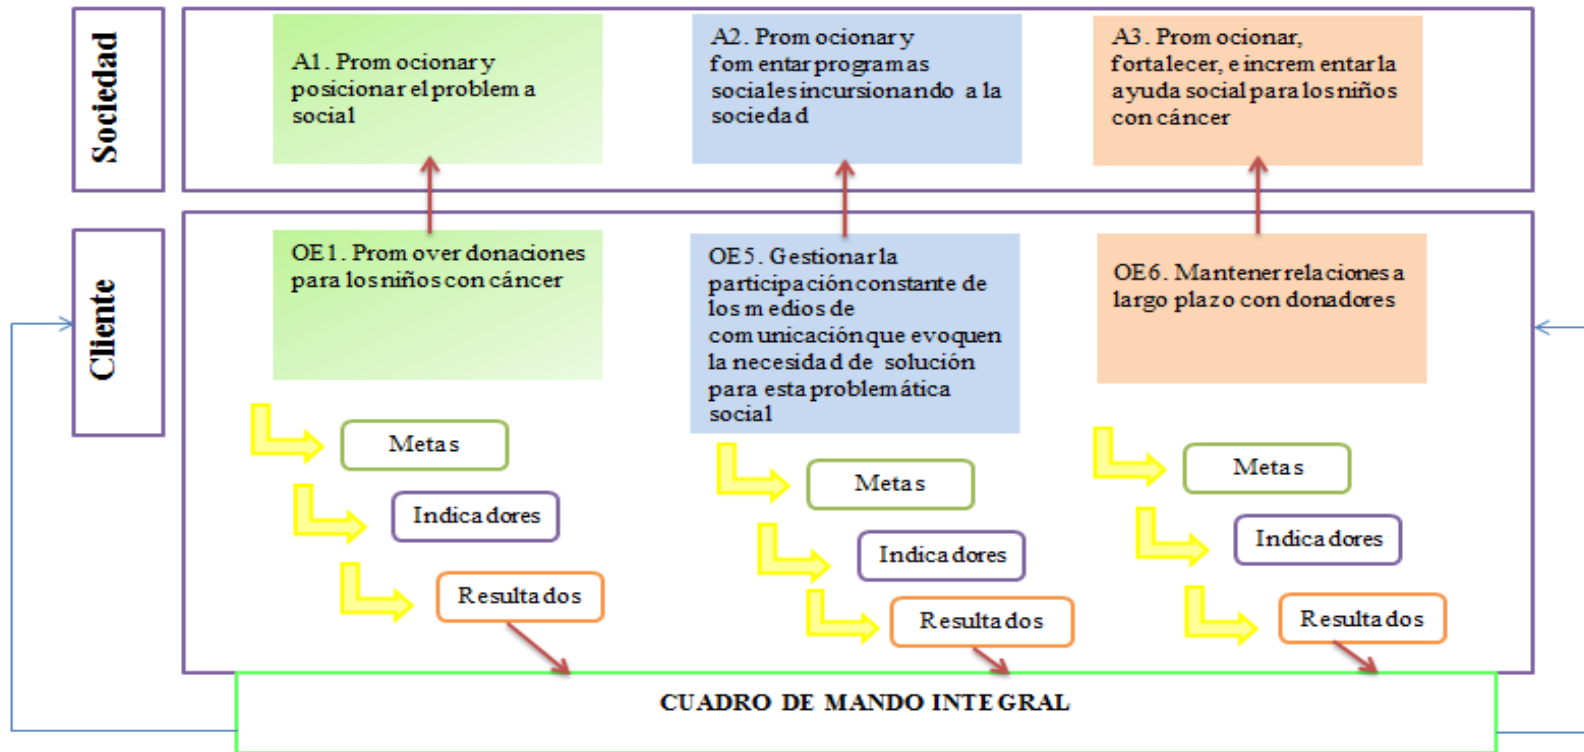 Sociedad
A1. Promocionar y
posicionar el problema
social
A2. Promocionar y
fomentar programas
sociales incursionando a la
sociedad
A3. Promocionar,
fortalecer, e incrementar la
ayuda social para los niños
con cáncer
Cliente
OE1. Promover donaciones
para los niños con cáncer
OE5. Gestionar la
participación constante de
los medios de
comunicación que evoquen
la necesidad de solución
para esta problemática
social
OE6. Mantener relaciones a
largo plazo con donadores
Metas
Indicadores
Resultados
Metas
Indicadores
Resultados
Metas
Indicadores
Resultados
CUADRO DE MANDO INTEGRAL